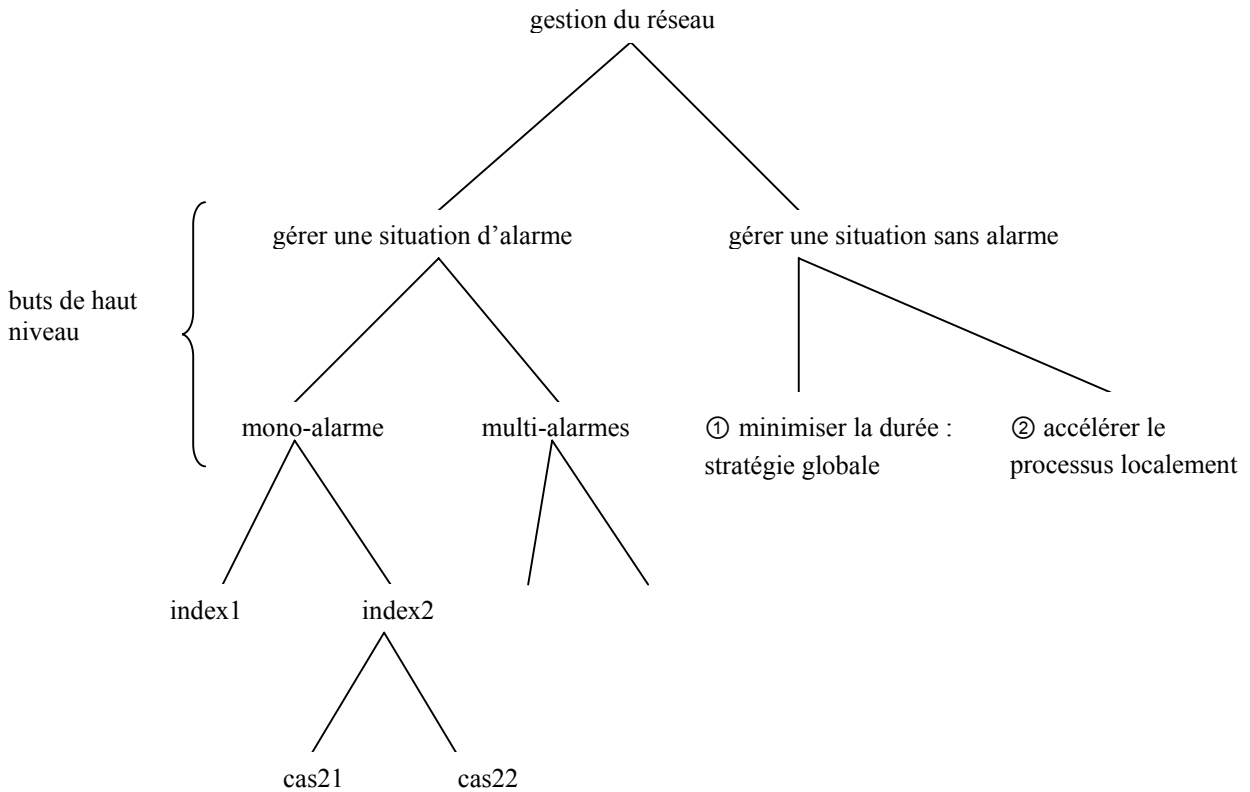 gestion du réseau
gérer une situation d’alarme
gérer une situation sans alarme
buts de haut
niveau
mono-alarme
multi-alarmes
① minimiser la durée :
stratégie globale
② accélérer le
processus localement
index1
index2
cas21
cas22